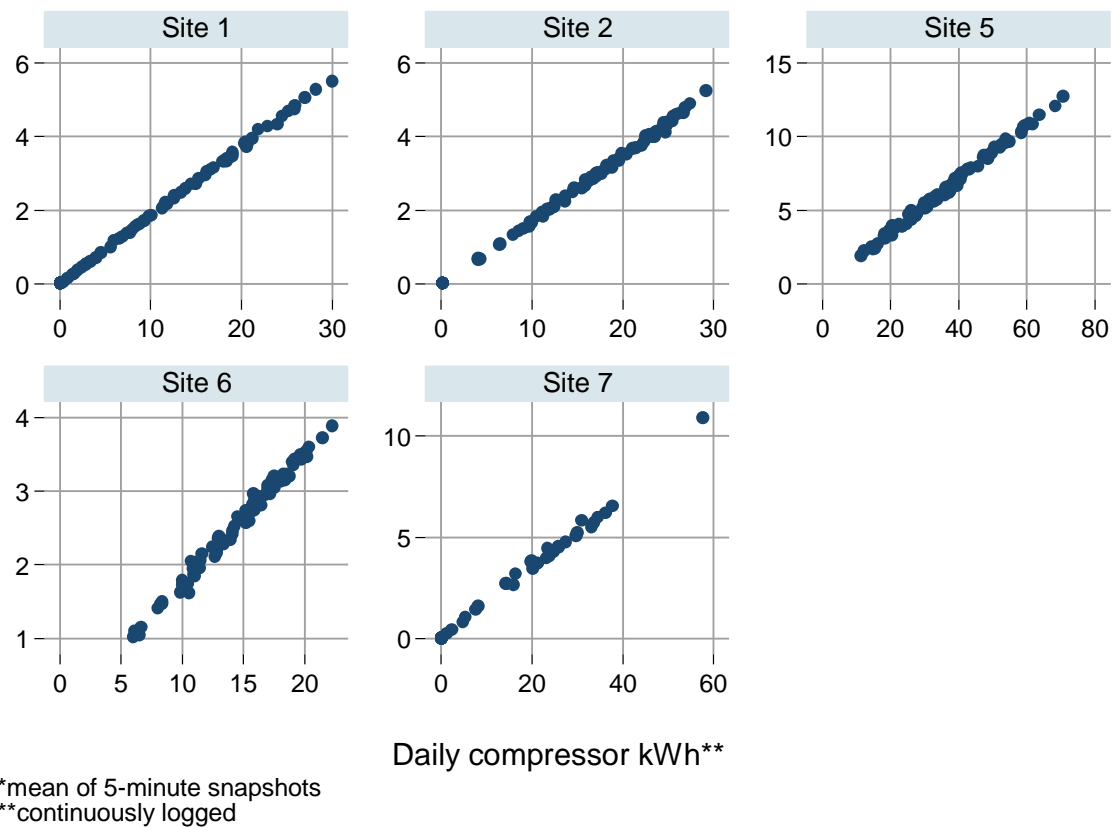 Site 1
Site 2
Site 5
6
4
2
0
0 10 20 30
6
4
2
0
0 10 20 30
15
10
5
0
0 20 40 60 80
Site 6
Site 7
4
3
2
1
0 5 10 15 20
10
5
0
0 20 40 60
Daily compressor kWh**
*mean of 5-minute snapshots
**continuously logged